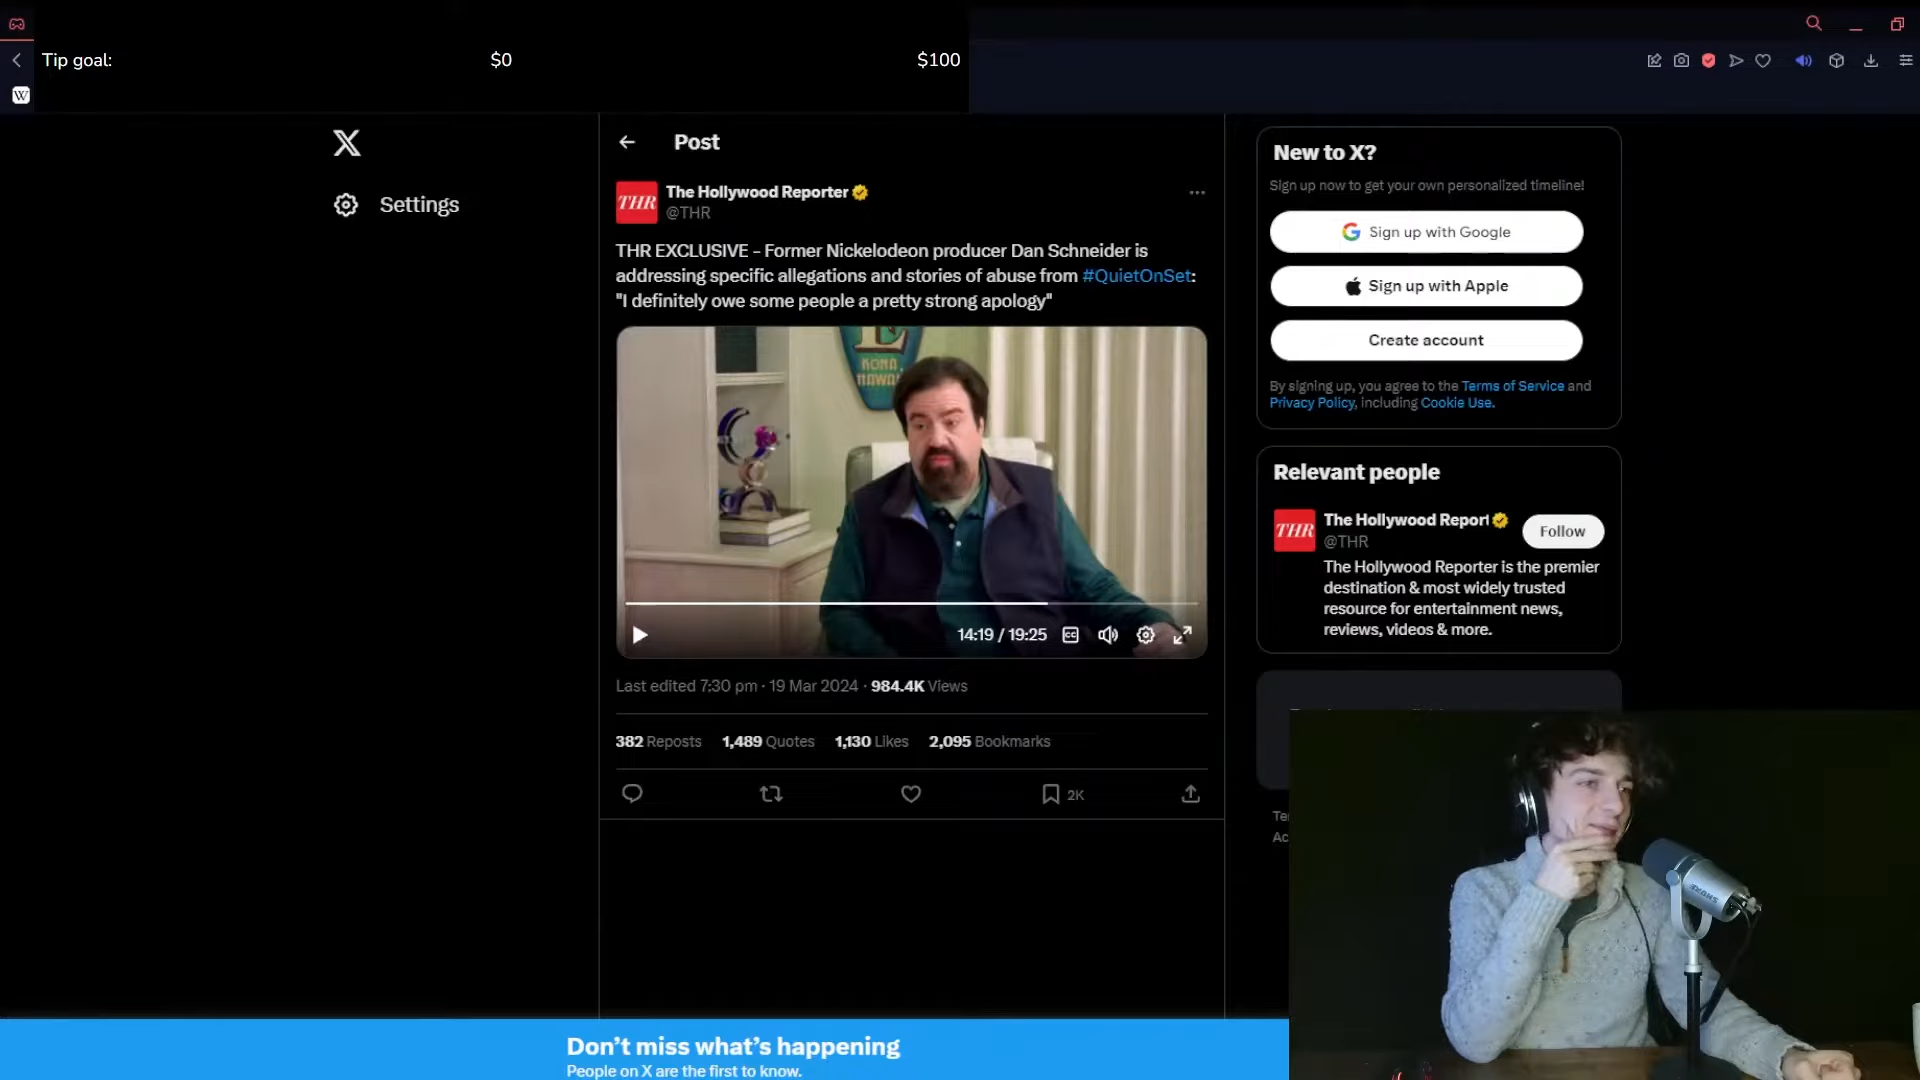 Tip goal:
$0
$100
W
X
Settings
Post
THR
The Hollywood Reporter
@THR
THR EXCLUSIVE - Former Nickelodeon producer Dan Schneider is
addressing specific allegations and stories of abuse from #QuietOnSet:
"I definitely owe some people a pretty strong apology"
KONA,
HAWAII
14:19 / 19:25
CC
Last edited 7:30 pm · 19 Mar 2024 · 984.4K Views
382 Reposts 1,489 Quotes 1,130 Likes 2,095 Bookmarks
2K
New to X?
Sign up now to get your own personalized timeline!
Sign up with Google
Sign up with Apple
Create account
By signing up, you agree to the Terms of Service and
Privacy Policy, including Cookie Use.
Relevant people
THR
The Hollywood Report
@THR
Follow
The Hollywood Reporter is the premier
destination & most widely trusted
resource for entertainment news,
reviews, videos & more.
SHURE
Don't miss what's happening
People on X are the first to know.